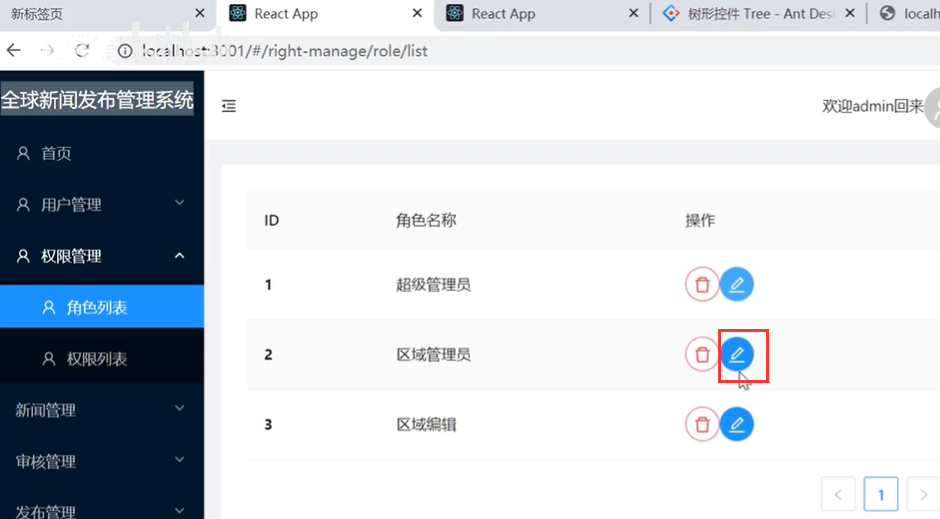 新标签页
React App
React App
树形控件 Tree - Ant Desi
localh
localhost:3001/#/right-manage/role/list
全球新闻发布管理系统
欢迎admin回来
首页
用户管理
权限管理
角色列表
权限列表
新闻管理
审核管理
发布管理
ID 角色名称 操作
1 超级管理员
2 区域管理员
3 区域编辑
1